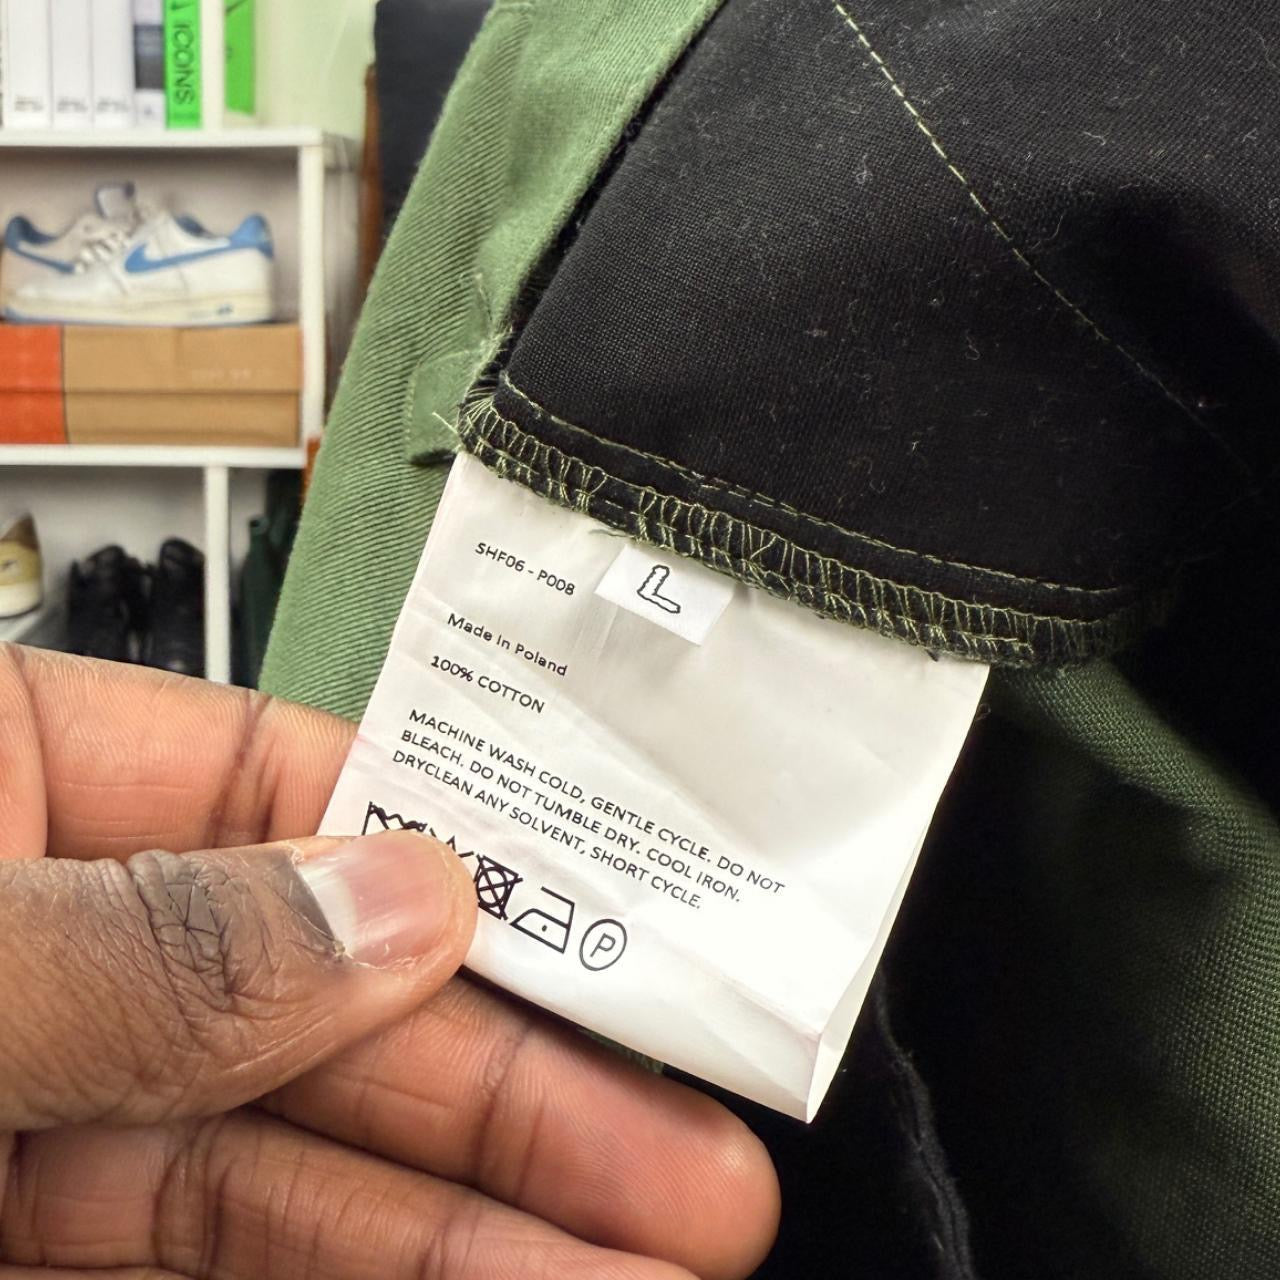 ICONS
SHF06 - P008
L
Made in Poland
100% COTTON
MACHINE WASH COLD, GENTLE CYCLE. DO NOT
BLEACH. DO NOT TUMBLE DRY. COOL IRON.
DRYCLEAN ANY SOLVENT, SHORT CYCLE.
P